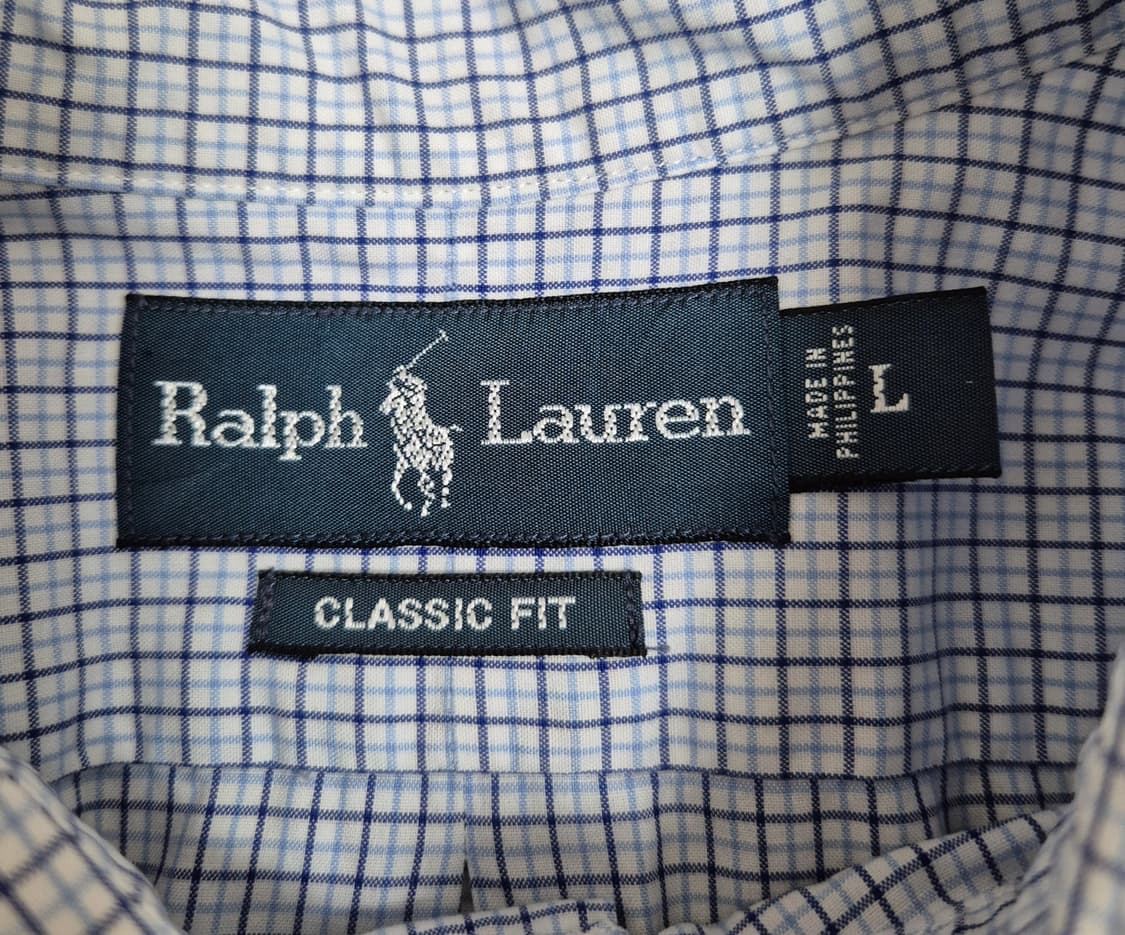 Ralph Lauren
MADE IN
PHILIPPINES
L
CLASSIC FIT